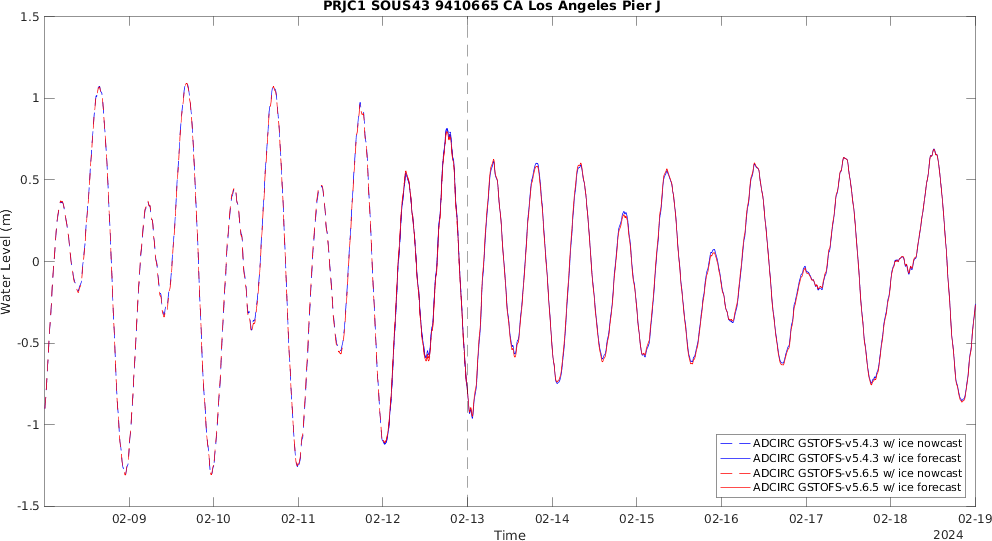 PRJC1 SOUS43 9410665 CA Los Angeles Pier J
1.5
1
0.5
0
-0.5
-1
-1.5
Water Level (m)
02-09 02-10 02-11 02-12 02-13 02-14 02-15 02-16 02-17 02-18 02-19
Time
2024
ADCIRC GSTOFS-v5.4.3 w/ ice nowcast
ADCIRC GSTOFS-v5.4.3 w/ ice forecast
ADCIRC GSTOFS-v5.6.5 w/ ice nowcast
ADCIRC GSTOFS-v5.6.5 w/ ice forecast